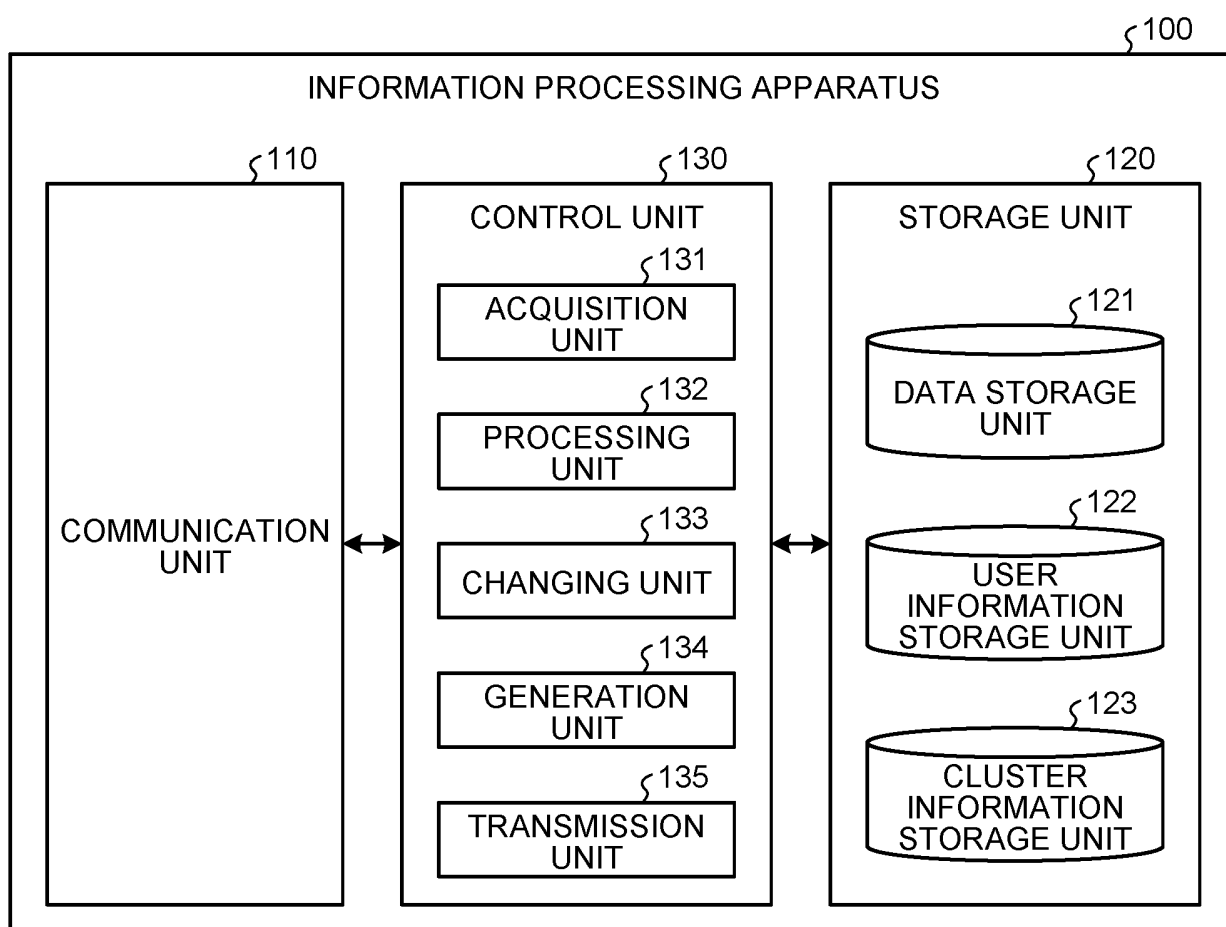 100
INFORMATION PROCESSING APPARATUS
110
COMMUNICATION
UNIT
130
CONTROL UNIT
131
ACQUISITION
UNIT
132
PROCESSING
UNIT
133
CHANGING UNIT
134
GENERATION
UNIT
135
TRANSMISSION
UNIT
120
STORAGE UNIT
121
DATA STORAGE
UNIT
122
USER
INFORMATION
STORAGE UNIT
123
CLUSTER
INFORMATION
STORAGE UNIT